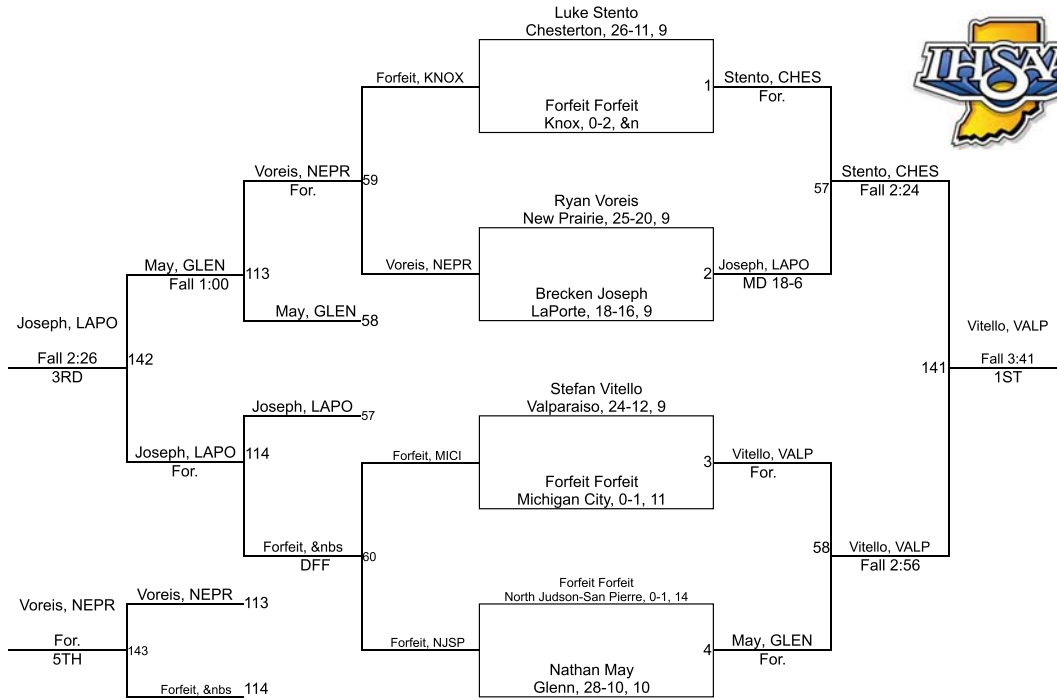 Luke Stento
Chesterton, 26-11, 9
IHSAA
Forfeit, KNOX
1
Stento, CHES
For.
Forfeit Forfeit
Knox, 0-2, &n
Voreis, NEPR
For.
59
57
Stento, CHES
Fall 2:24
Ryan Voreis
New Prairie, 25-20, 9
May, GLEN
Fall 1:00
113
Voreis, NEPR
2
Joseph, LAPO
MD 18-6
Brecken Joseph
LaPorte, 18-16, 9
May, GLEN
58
Joseph, LAPO
Fall 2:26
3RD
142
141
Vitello, VALP
Fall 3:41
1ST
Stefan Vitello
Valparaiso, 24-12, 9
Joseph, LAPO
57
Joseph, LAPO
For.
114
Forfeit, MICI
3
Vitello, VALP
For.
Forfeit Forfeit
Michigan City, 0-1, 11
Forfeit, &nbs
DFF
60
58
Vitello, VALP
Fall 2:56
Forfeit Forfeit
North Judson-San Pierre, 0-1, 14
Voreis, NEPR
For.
5TH
143
Voreis, NEPR
113
Forfeit, NJSP
4
May, GLEN
For.
Nathan May
Glenn, 28-10, 10
Forfeit, &nbs
114